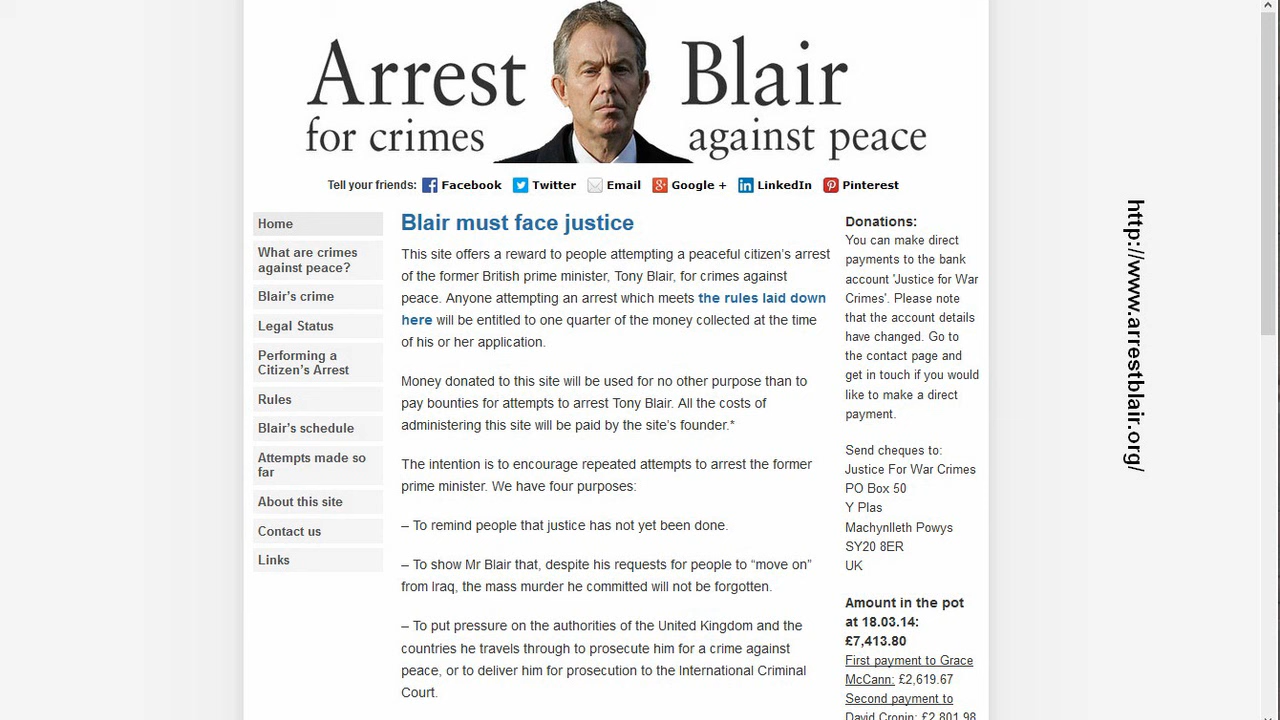 Arrest Blair
for crimes against peace
Tell your friends: Facebook Twitter Email Google + LinkedIn Pinterest
Home
What are crimes
against peace?
Blair's crime
Legal Status
Performing a
Citizen's Arrest
Rules
Blair's schedule
Attempts made so
far
About this site
Contact us
Links
Blair must face justice
This site offers a reward to people attempting a peaceful citizen's arrest
of the former British prime minister, Tony Blair, for crimes against
peace. Anyone attempting an arrest which meets the rules laid down
here will be entitled to one quarter of the money collected at the time
of his or her application.
Money donated to this site will be used for no other purpose than to
pay bounties for attempts to arrest Tony Blair. All the costs of
administering this site will be paid by the site's founder.*
The intention is to encourage repeated attempts to arrest the former
prime minister. We have four purposes:
– To remind people that justice has not yet been done.
– To show Mr Blair that, despite his requests for people to “move on”
from Iraq, the mass murder he committed will not be forgotten.
– To put pressure on the authorities of the United Kingdom and the
countries he travels through to prosecute him for a crime against
peace, or to deliver him for prosecution to the International Criminal
Court.
Donations:
You can make direct
payments to the bank
account 'Justice for War
Crimes'. Please note
that the account details
have changed. Go to
the contact page and
get in touch if you would
like to make a direct
payment.
Send cheques to:
Justice For War Crimes
PO Box 50
Y Plas
Machynlleth Powys
SY20 8ER
UK
Amount in the pot
at 18.03.14:
£7,413.80
First payment to Grace
McCann: £2,619.67
Second payment to
David Cronin: £2,801.98
http://www.arrestblair.org/